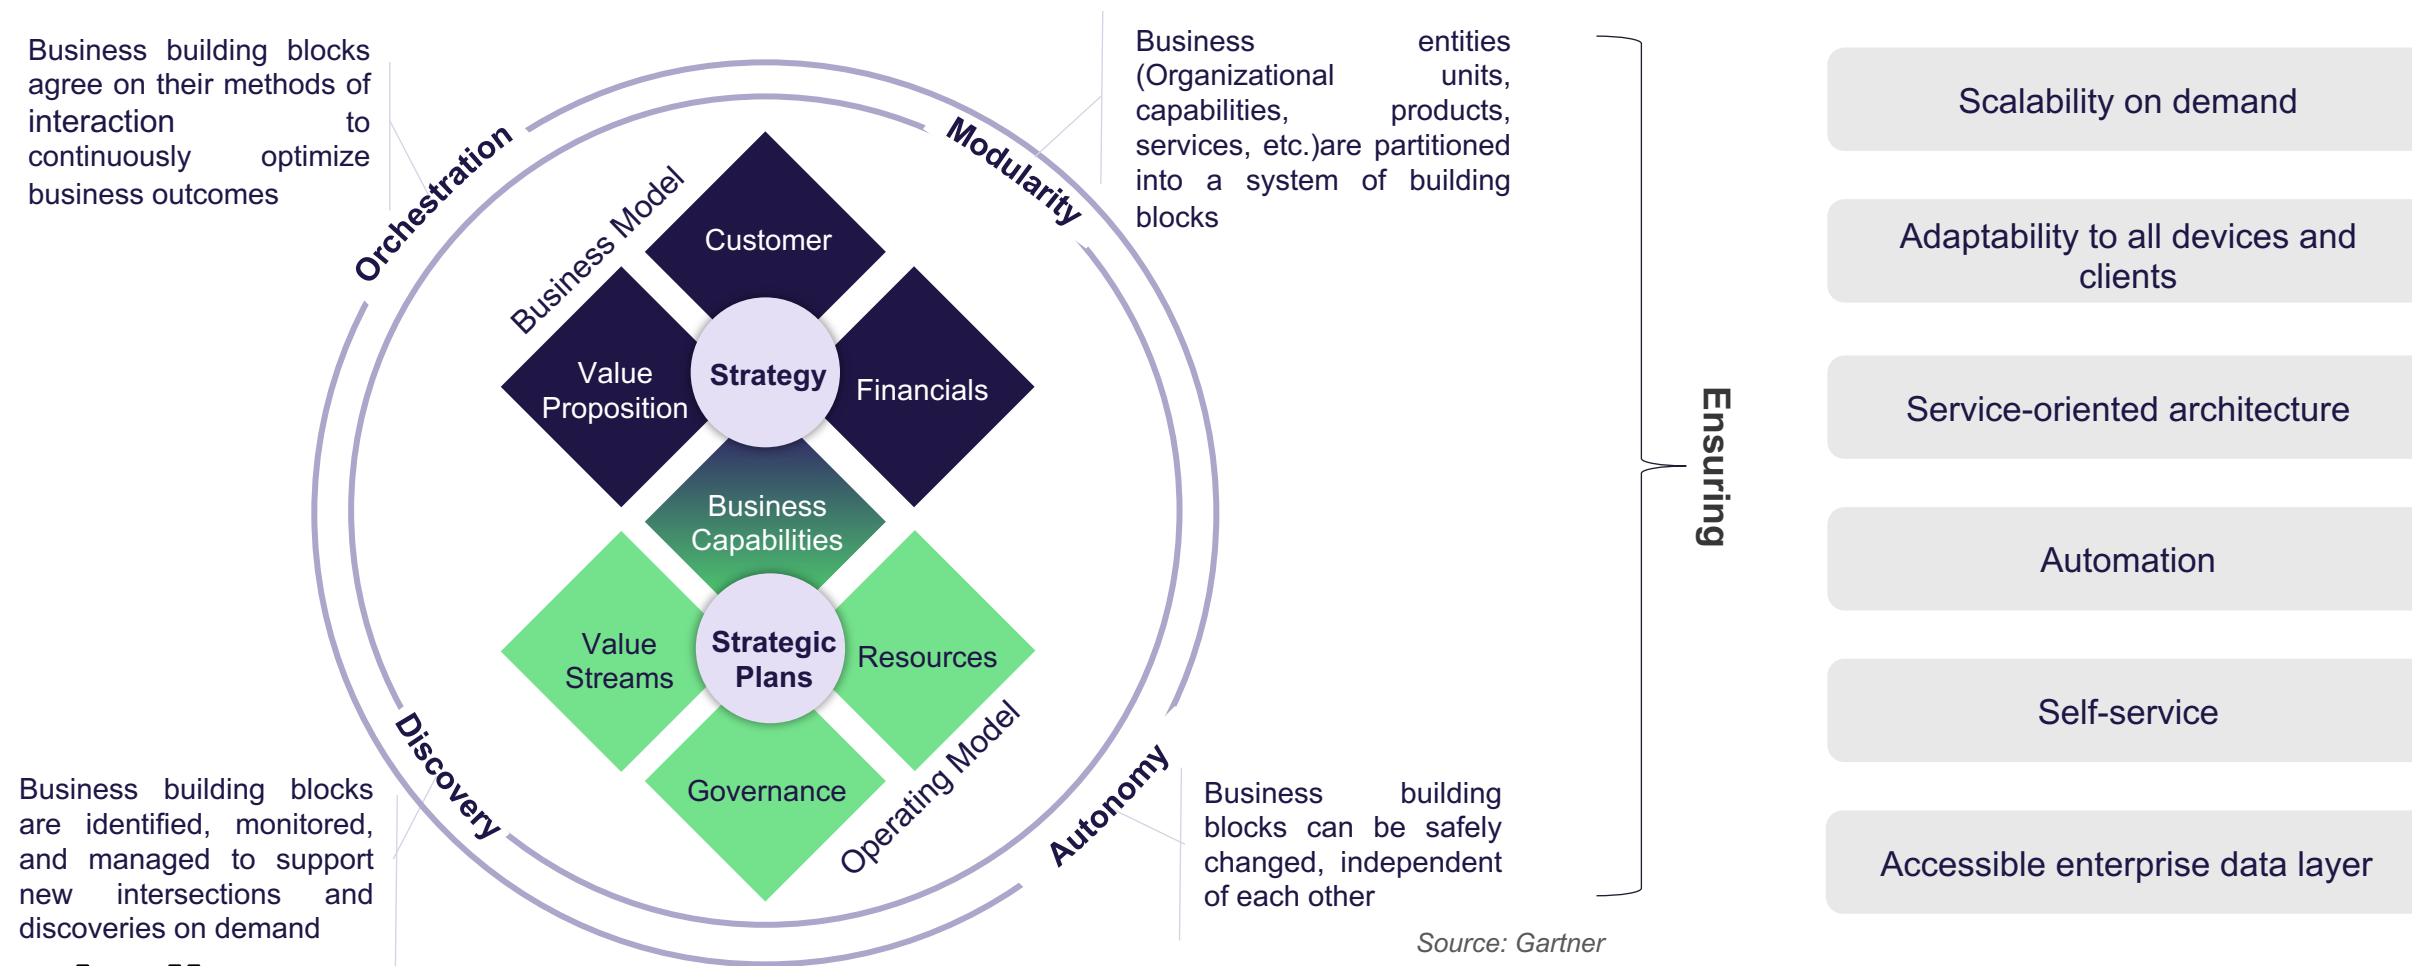 Business building blocks
agree on their methods of
interaction to
continuously optimize
business outcomes
Orchestration
Business entities
(Organizational units,
capabilities, products,
services, etc.)are partitioned
into a system of building
blocks
Modularity
Business Model
Customer
Value
Proposition
Strategy
Financials
Business
Capabilities
Value
Streams
Strategic
Plans
Resources
Governance
Operating Model
Discovery
Business building blocks
are identified, monitored,
and managed to support
new intersections and
discoveries on demand
Autonomy
Business building
blocks can be safely
changed, independent
of each other
Source: Gartner
Ensuring
Scalability on demand
Adaptability to all devices and
clients
Service-oriented architecture
Automation
Self-service
Accessible enterprise data layer